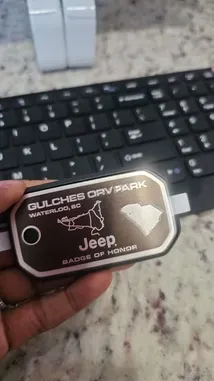 GULCHES ORV PARK
WATERLOO, SC
Jeep
BADGE OF HONOR